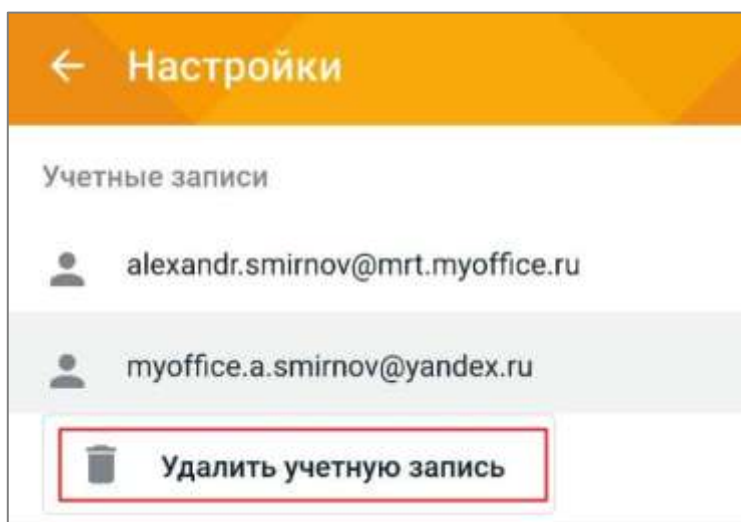 Настройки
Учетные записи
alexandr.smirnov@mrt.myoffice.ru
myoffice.a.smirnov@yandex.ru
Удалить учетную запись